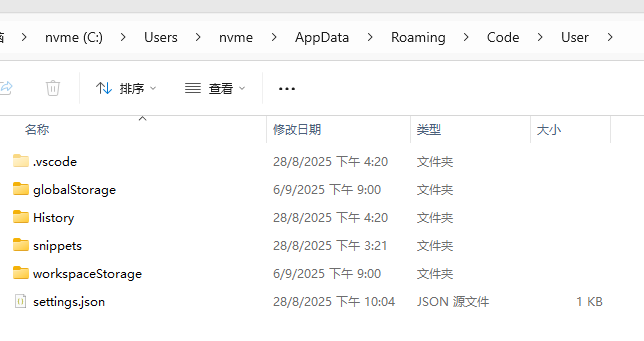 nvme (C:) > Users > nvme > AppData > Roaming > Code > User >
排序 查看 ...
名称 修改日期 类型 大小
.vscode 28/8/2025 下午 4:20 文件夹
globalStorage 6/9/2025 下午 9:00 文件夹
History 28/8/2025 下午 4:20 文件夹
snippets 28/8/2025 下午 3:21 文件夹
workspaceStorage 6/9/2025 下午 9:00 文件夹
settings.json 28/8/2025 下午 10:04 JSON 源文件 1 KB